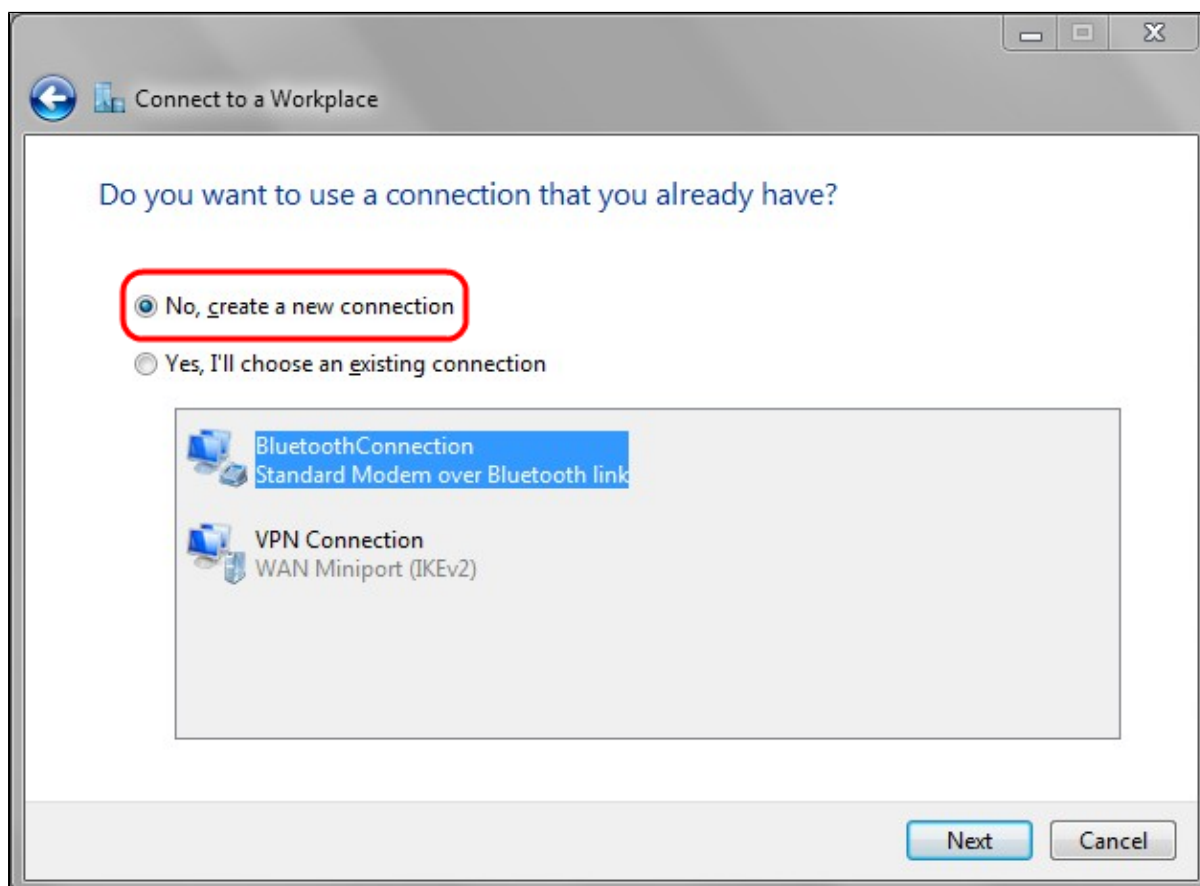 Connect to a Workplace
Do you want to use a connection that you already have?
No, create a new connection
Yes, I'll choose an existing connection
BluetoothConnection
Standard Modem over Bluetooth link
VPN Connection
WAN Miniport (IKEv2)
Next
Cancel